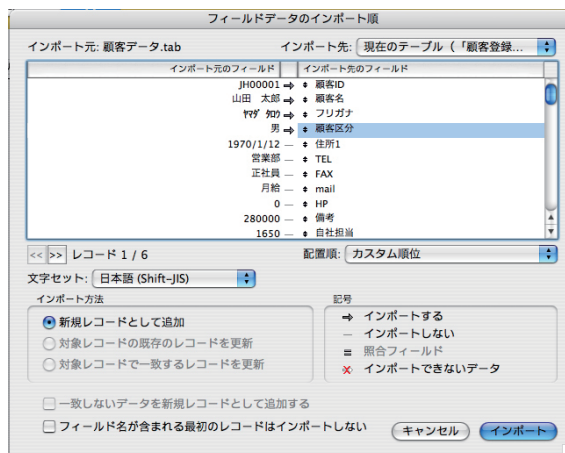 フィールドデータのインポート順
インポート元: 顧客データ.tab インポート先: 現在のテーブル（「顧客登録...
インポート元のフィールド インポート先のフィールド
JH00001 ⇒ 顧客ID
山田　太郎 ⇒ 顧客名
ﾔﾏﾀﾞ ﾀﾛｳ ⇒ フリガナ
男 ⇒ 顧客区分
1970/1/12 — 住所1
営業部 — TEL
正社員 — FAX
月給 — mail
0 — HP
280000 — 備考
1650 — 自社担当
<< >> レコード 1 / 6 配置順: カスタム順位
文字セット: 日本語 (Shift-JIS)
インポート方法
新規レコードとして追加
対象レコードの既存のレコードを更新
対象レコードで一致するレコードを更新
記号
⇒ インポートする
— インポートしない
= 照合フィールド
インポートできないデータ
一致しないデータを新規レコードとして追加する
フィールド名が含まれる最初のレコードはインポートしない
キャンセル インポート